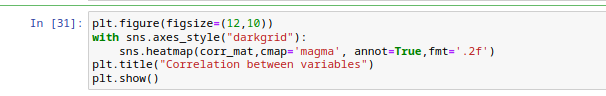 In [31]: plt.figure(figsize=(12,10))
with sns.axes_style("darkgrid"):
    sns.heatmap(corr_mat,cmap='magma', annot=True,fmt='.2f')
plt.title("Correlation between variables")
plt.show()